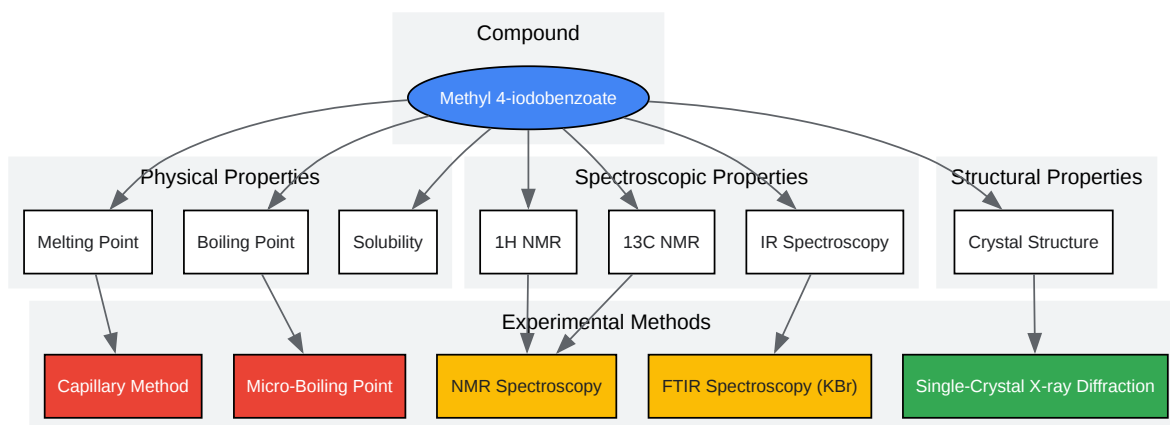 Compound
Methyl 4-iodobenzoate
Physical Properties
Spectroscopic Properties
Structural Properties
Melting Point
Boiling Point
Solubility
1H NMR
13C NMR
IR Spectroscopy
Crystal Structure
Experimental Methods
Capillary Method
Micro-Boiling Point
NMR Spectroscopy
FTIR Spectroscopy (KBr)
Single-Crystal X-ray Diffraction